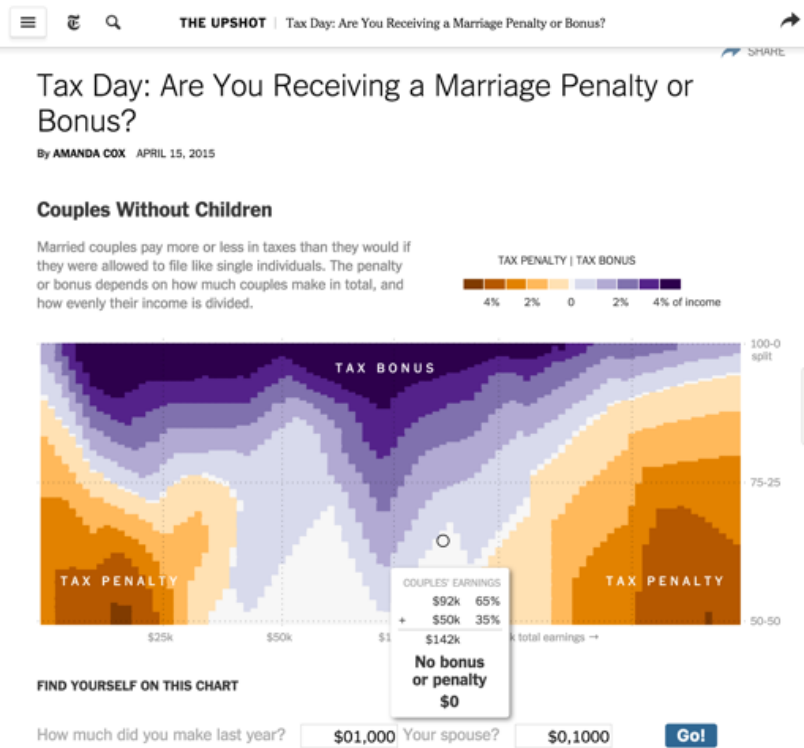 THE UPSHOT | Tax Day: Are You Receiving a Marriage Penalty or Bonus?
SHARE
Tax Day: Are You Receiving a Marriage Penalty or
Bonus?
By AMANDA COX APRIL 15, 2015
Couples Without Children
Married couples pay more or less in taxes than they would if
they were allowed to file like single individuals. The penalty
or bonus depends on how much couples make in total, and
how evenly their income is divided.
TAX PENALTY | TAX BONUS
4% 2% 0 2% 4% of income
100-0
split
TAX BONUS
75-25
TAX PENALTY
TAX PENALTY
COUPLES' EARNINGS
$92k 65%
+ $50k 35%
$142k
No bonus
or penalty
$0
50-50
$25k $50k $1 k total earnings →
FIND YOURSELF ON THIS CHART
How much did you make last year? $01,000 Your spouse? $0,1000 Go!